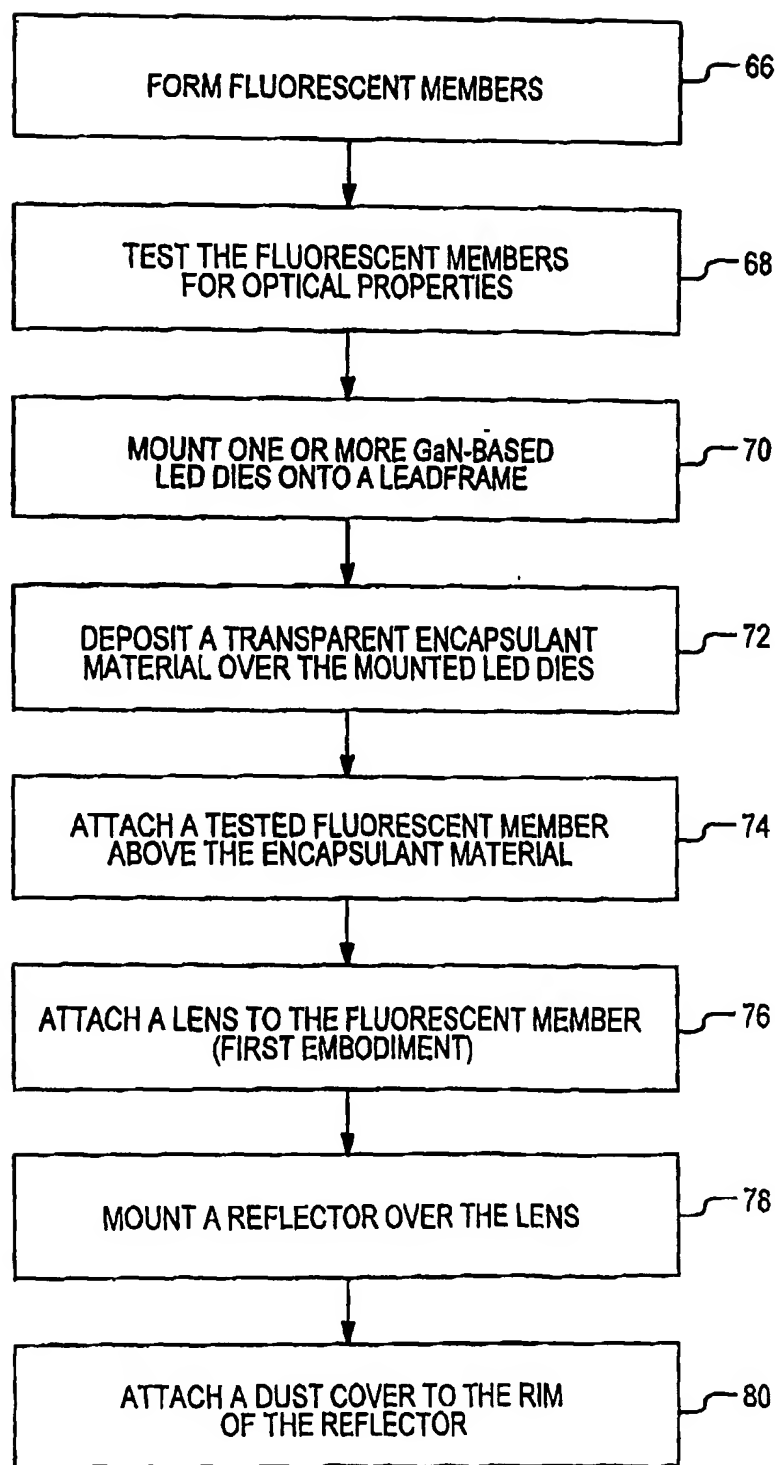 FORM FLUORESCENT MEMBERS
66
TEST THE FLUORESCENT MEMBERS
FOR OPTICAL PROPERTIES
68
MOUNT ONE OR MORE GaN-BASED
LED DIES ONTO A LEADFRAME
70
DEPOSIT A TRANSPARENT ENCAPSULANT
MATERIAL OVER THE MOUNTED LED DIES
72
ATTACH A TESTED FLUORESCENT MEMBER
ABOVE THE ENCAPSULANT MATERIAL
74
ATTACH A LENS TO THE FLUORESCENT MEMBER
(FIRST EMBODIMENT)
76
MOUNT A REFLECTOR OVER THE LENS
78
ATTACH A DUST COVER TO THE RIM
OF THE REFLECTOR
80